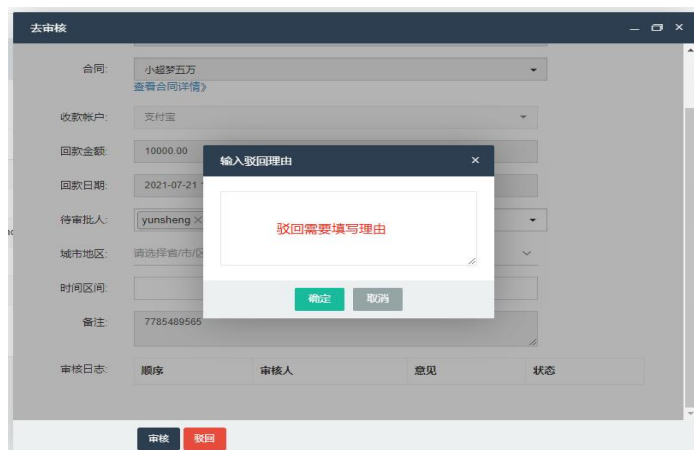 去审核
合同: 小超梦五万
查看合同详情》
收款帐户: 支付宝
回款金额: 10000.00
输入驳回理由
回款日期: 2021-07-21
驳回需要填写理由
待审批人: yunsheng
城市地区: 请选择省/市/区
时间区间:
确定 取消
备注: 7785489565
审核日志: 顺序 审核人 意见 状态
审核 驳回